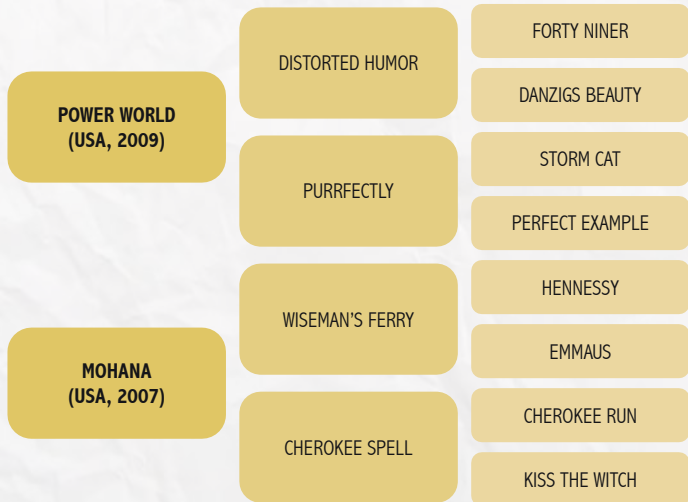 POWER WORLD
(USA, 2009)
MOHANA
(USA, 2007)
DISTORTED HUMOR
PURRFECTLY
WISEMAN'S FERRY
CHEROKEE SPELL
FORTY NINER
DANZIGS BEAUTY
STORM CAT
PERFECT EXAMPLE
HENNESSY
EMMAUS
CHEROKEE RUN
KISS THE WITCH